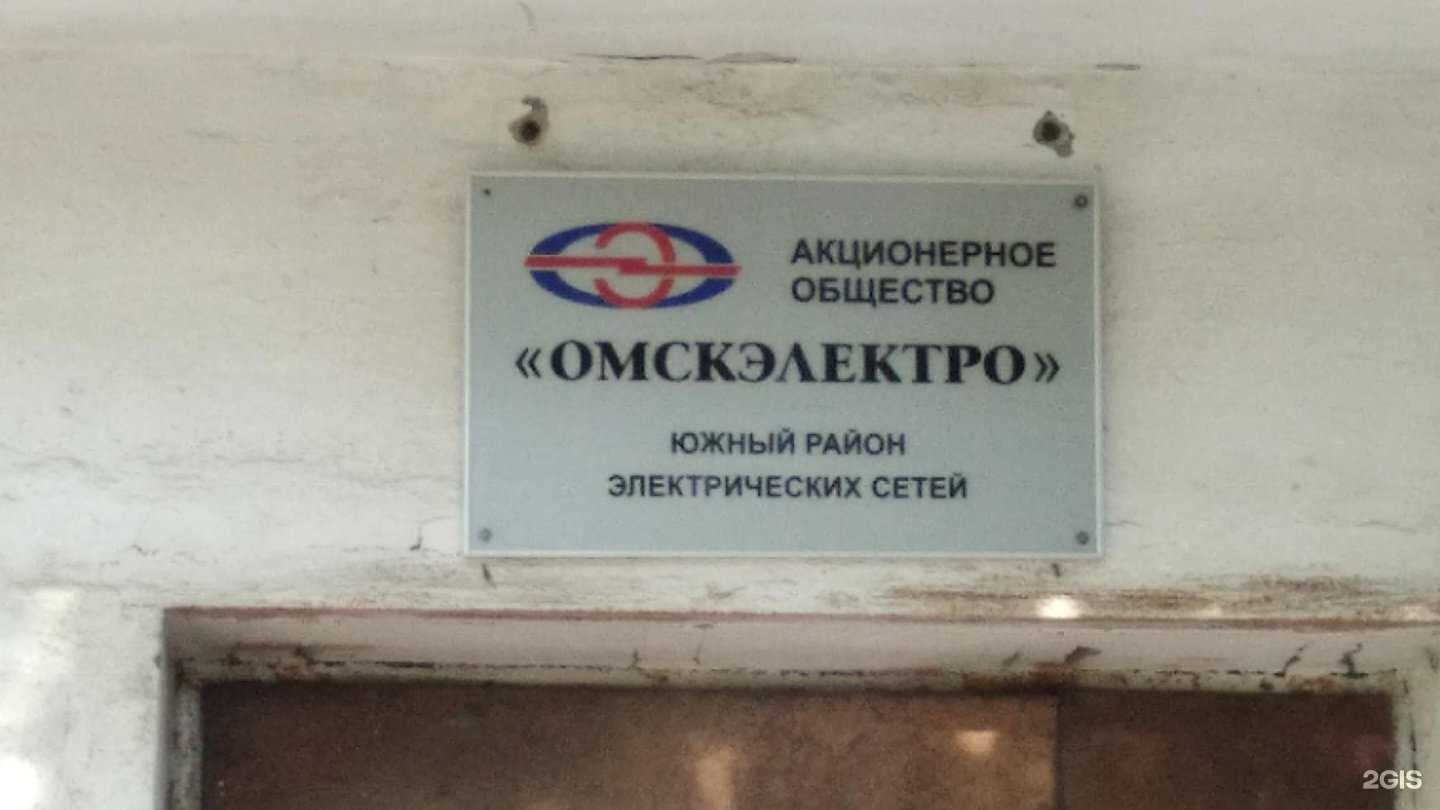 АКЦИОНЕРНОЕ
ОБЩЕСТВО
«ОМСКЭЛЕКТРО»
ЮЖНЫЙ РАЙОН
ЭЛЕКТРИЧЕСКИХ СЕТЕЙ
2GIS